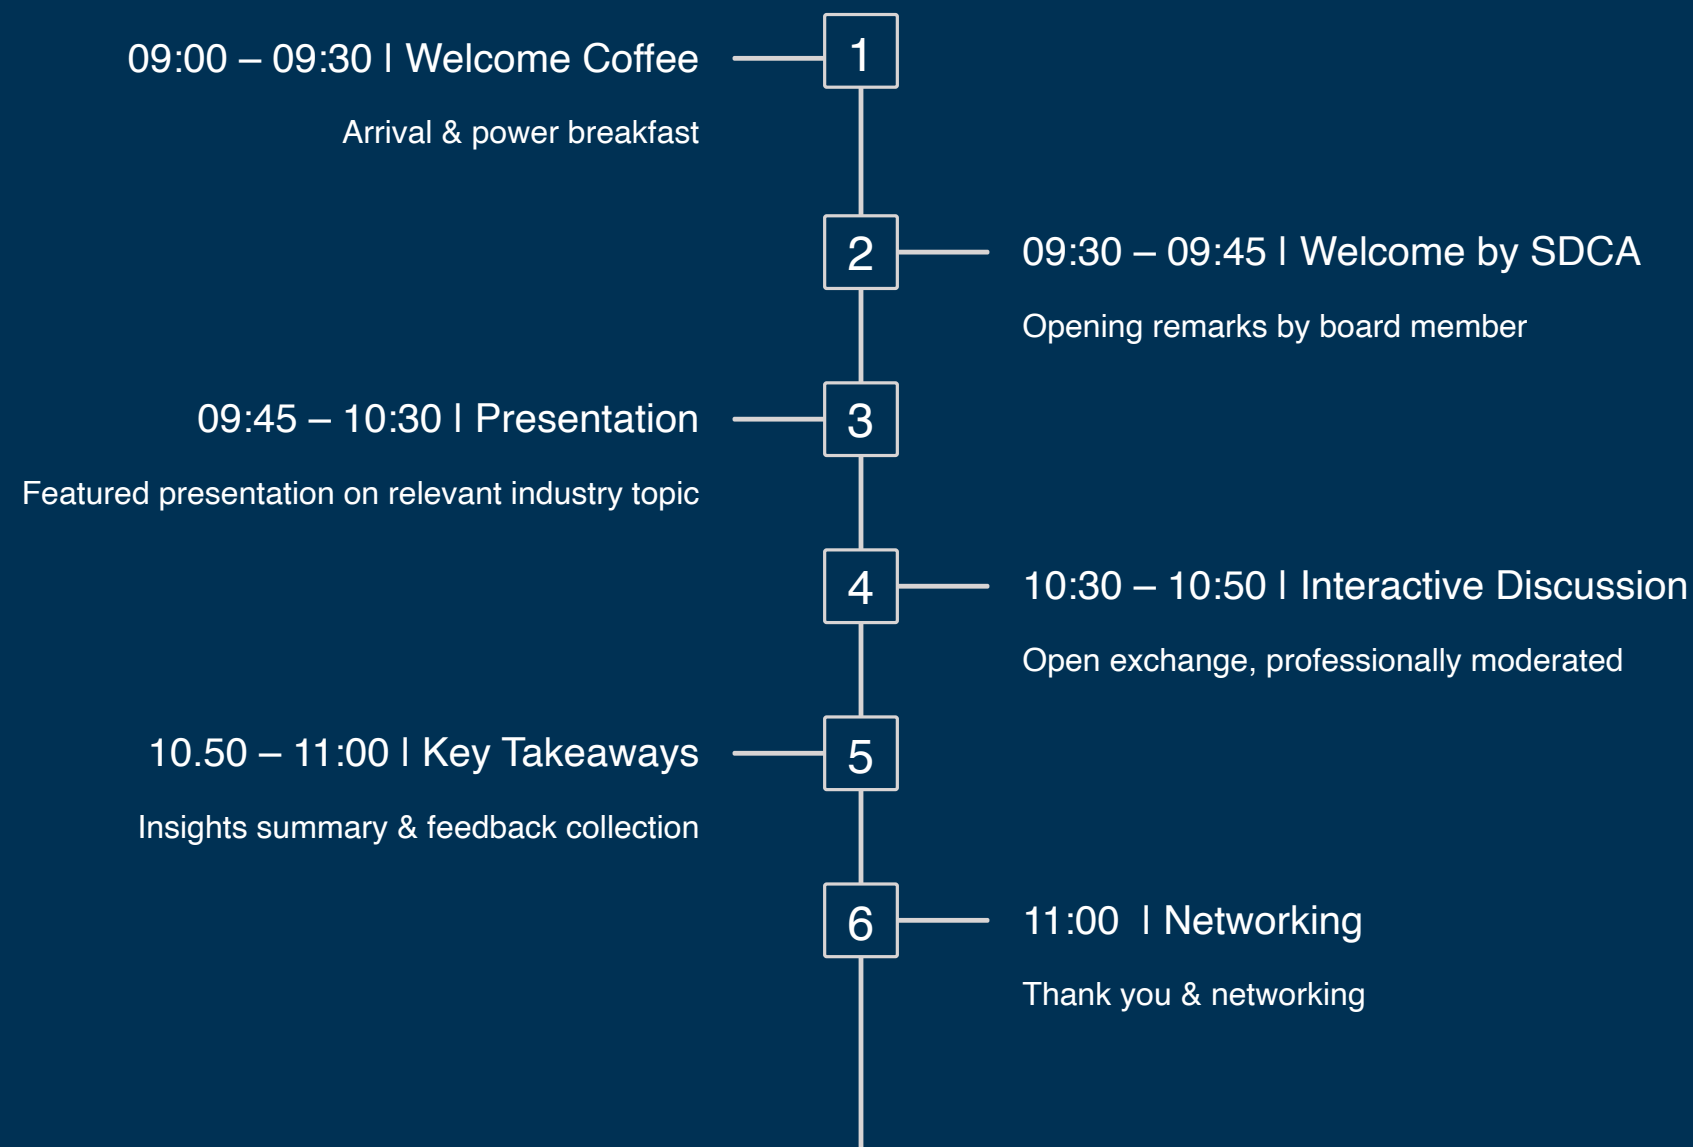 1
09:00 – 09:30 | Welcome Coffee
Arrival & power breakfast
2
09:30 – 09:45 | Welcome by SDCA
Opening remarks by board member
3
09:45 – 10:30 | Presentation
Featured presentation on relevant industry topic
4
10:30 – 10:50 | Interactive Discussion
Open exchange, professionally moderated
5
10.50 – 11:00 | Key Takeaways
Insights summary & feedback collection
6
11:00  | Networking
Thank you & networking